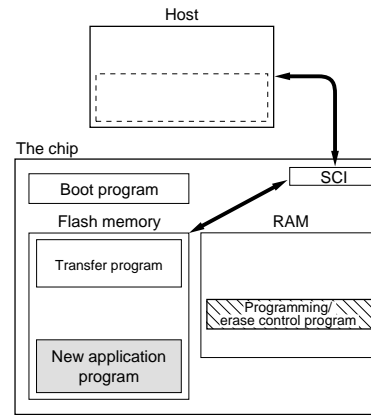 Host
The chip
SCI
Boot program
Flash memory
RAM
Transfer program
Programming/
erase control program
New application
program